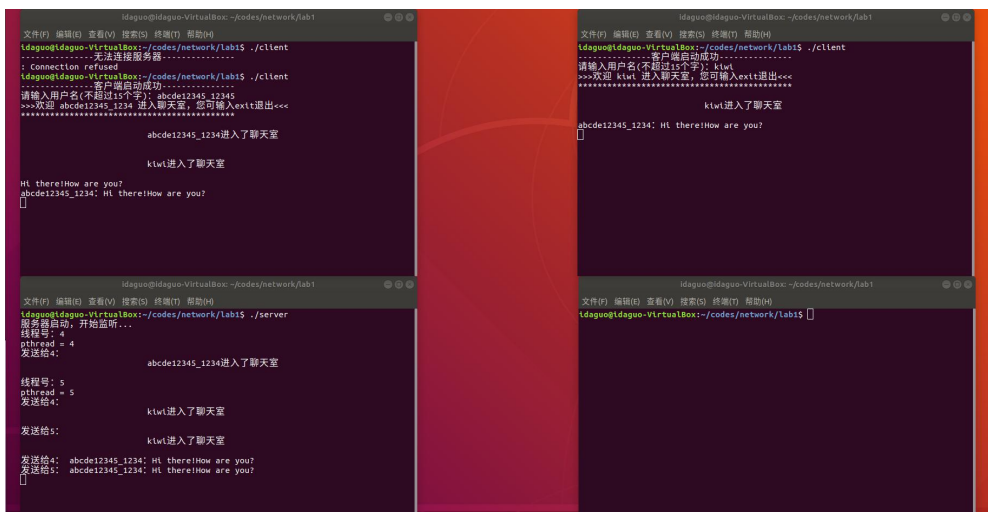 idaguo@idaguo-VirtualBox: ~/codes/network/lab1
文件(F) 编辑(E) 查看(V) 搜索(S) 终端(T) 帮助(H)
idaguo@idaguo-VirtualBox:~/codes/network/lab1$ ./client
---------------无法连接服务器---------------
: Connection refused
idaguo@idaguo-VirtualBox:~/codes/network/lab1$ ./client
---------------客户端启动成功---------------
请输入用户名(不超过15个字)：abcde12345_12345
>>>欢迎 abcde12345_1234 进入聊天室，您可输入exit退出<<<
*******************************************
abcde12345_1234进入了聊天室
kiwi进入了聊天室
Hi there!How are you?
abcde12345_1234：Hi there!How are you?
idaguo@idaguo-VirtualBox: ~/codes/network/lab1
文件(F) 编辑(E) 查看(V) 搜索(S) 终端(T) 帮助(H)
idaguo@idaguo-VirtualBox:~/codes/network/lab1$ ./client
---------------客户端启动成功---------------
请输入用户名(不超过15个字)：kiwi
>>>欢迎 kiwi 进入聊天室，您可输入exit退出<<<
*******************************************
kiwi进入了聊天室
abcde12345_1234：Hi there!How are you?
idaguo@idaguo-VirtualBox: ~/codes/network/lab1
文件(F) 编辑(E) 查看(V) 搜索(S) 终端(T) 帮助(H)
idaguo@idaguo-VirtualBox:~/codes/network/lab1$ ./server
服务器启动，开始监听...
线程号：4
pthread = 4
发送给4：
abcde12345_1234进入了聊天室
线程号：5
pthread = 5
发送给4：
kiwi进入了聊天室
发送给5：
kiwi进入了聊天室
发送给4： abcde12345_1234：Hi there!How are you?
发送给5： abcde12345_1234：Hi there!How are you?
idaguo@idaguo-VirtualBox: ~/codes/network/lab1
文件(F) 编辑(E) 查看(V) 搜索(S) 终端(T) 帮助(H)
idaguo@idaguo-VirtualBox:~/codes/network/lab1$